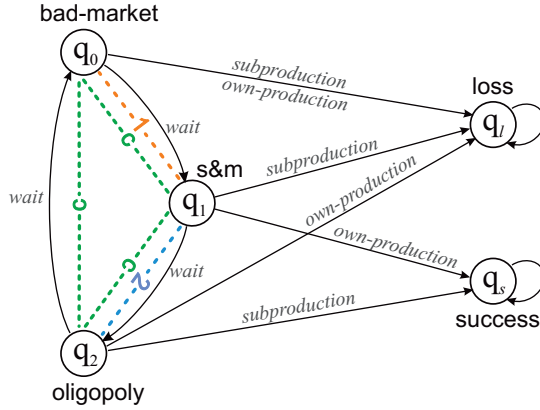 bad-market
q0
subproduction
own-production
loss
ql
1
wait
c
s&m
q1
subproduction
own-production
wait
c
own-production
c
2
wait
qs
success
subproduction
q2
oligopoly